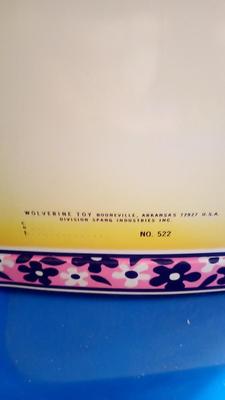 WOLVERINE TOY BOONEVILLE, ARKANSAS 72927 U.S.A.
DIVISION SPANG INDUSTRIES INC.
NO. 522